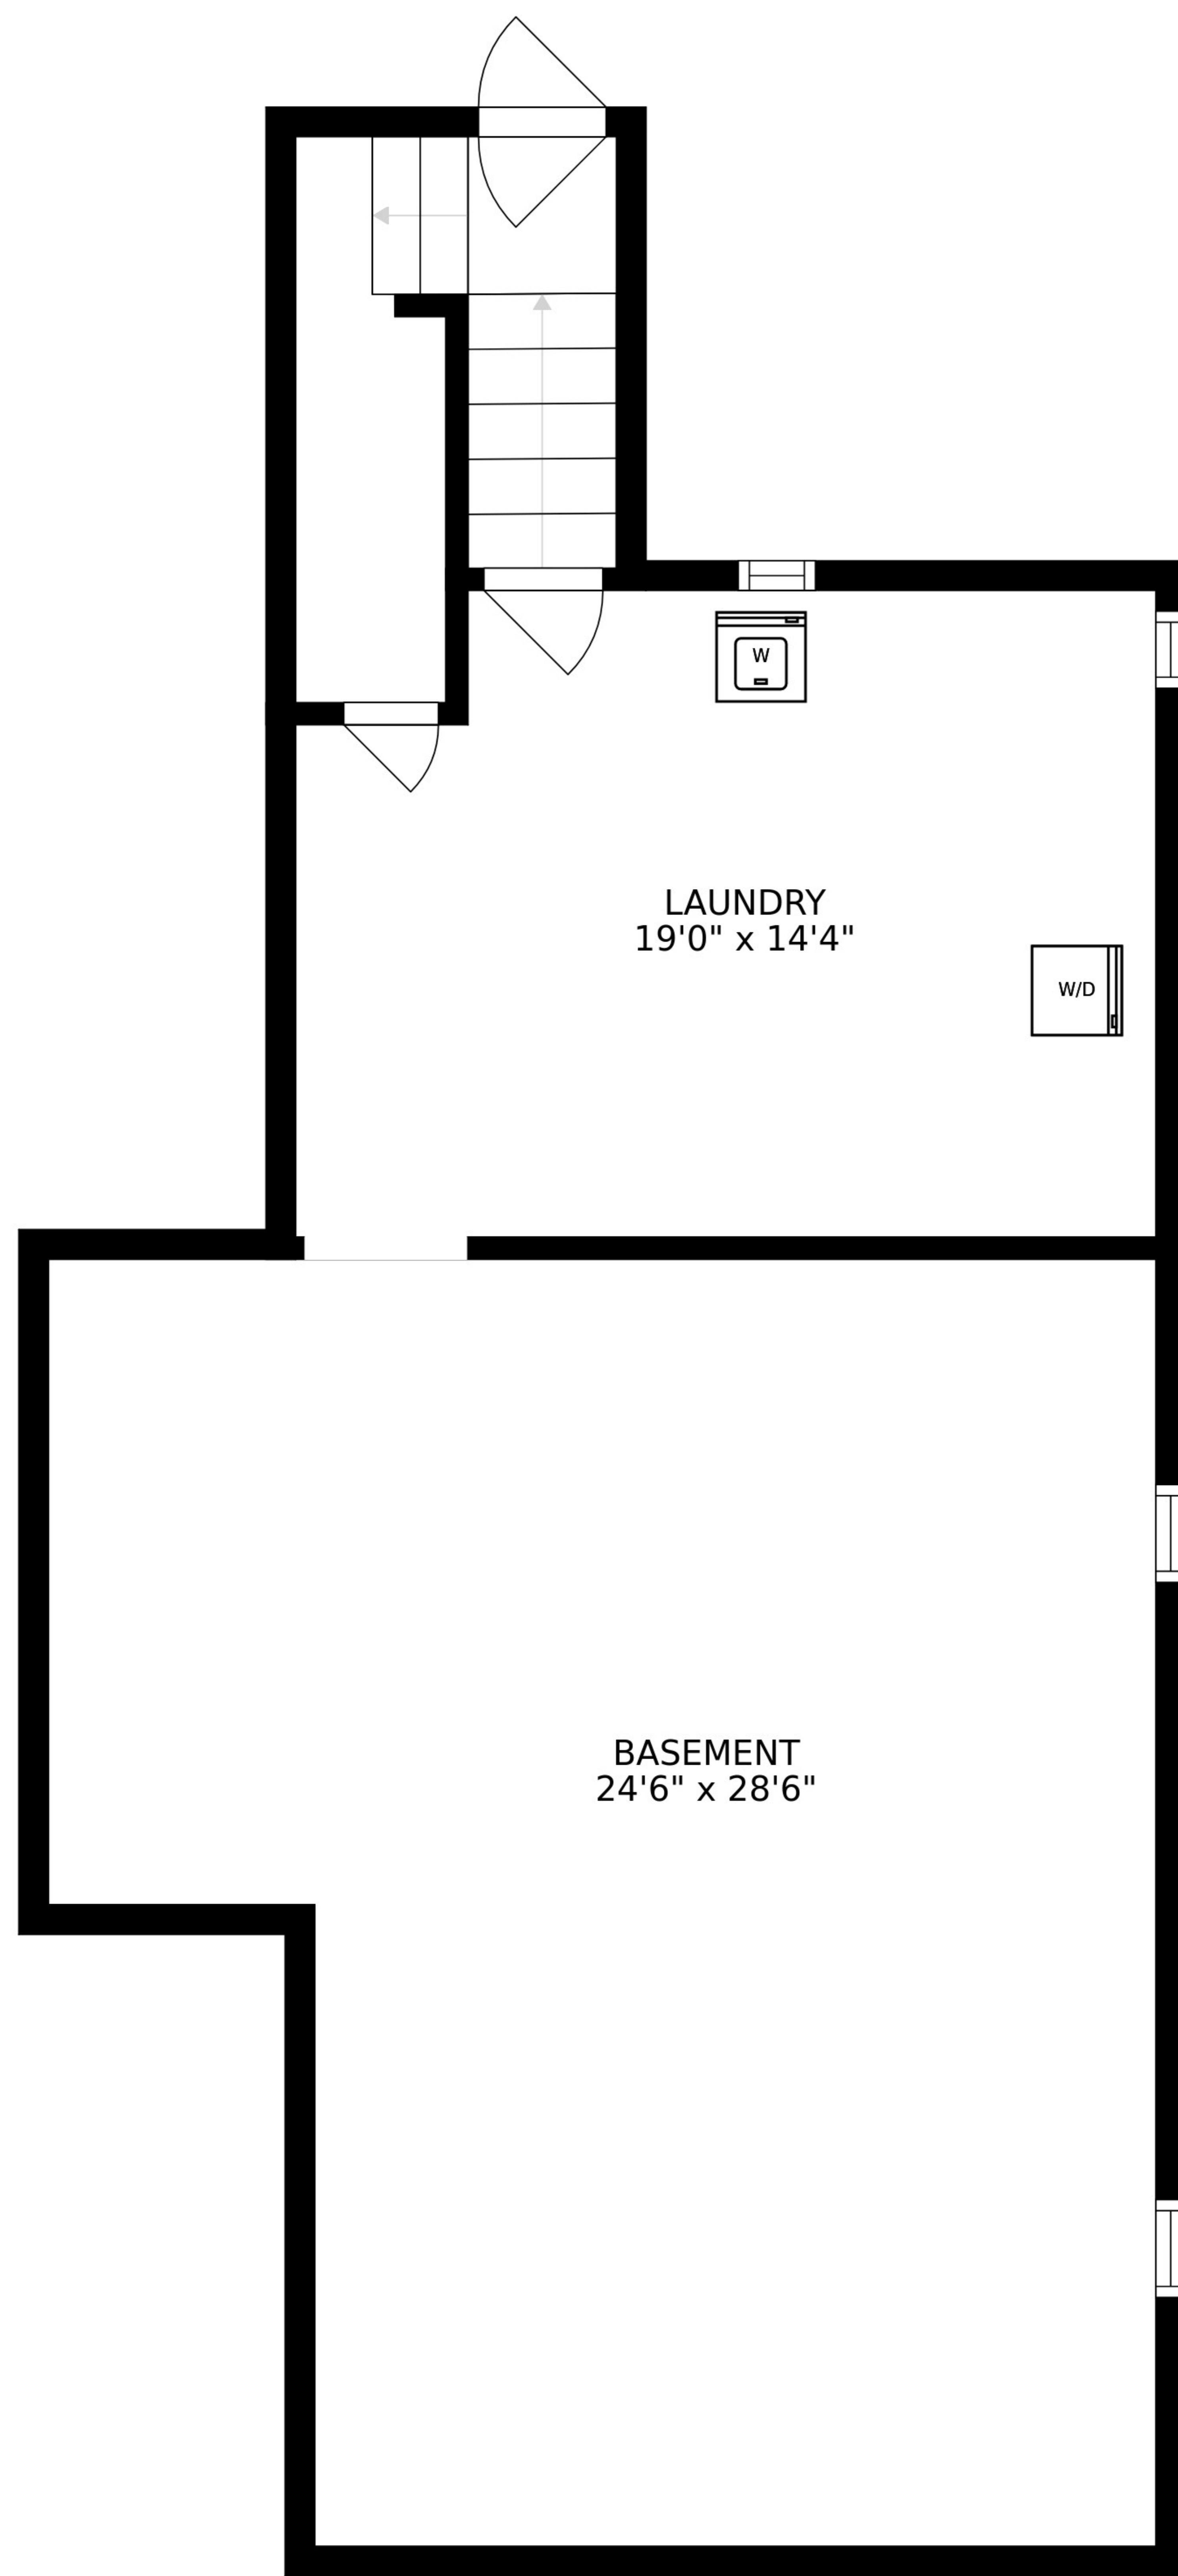 W
LAUNDRY
19'0" x 14'4"
W/D
BASEMENT
24'6" x 28'6"